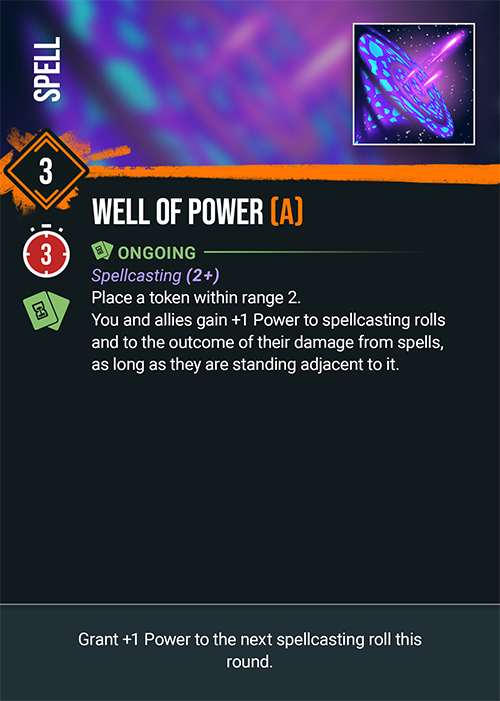 SPELL
3
WELL OF POWER (A)
3
ONGOING
Spellcasting (2+)
Place a token within range 2.
You and allies gain +1 Power to spellcasting rolls
and to the outcome of their damage from spells,
as long as they are standing adjacent to it.
Grant +1 Power to the next spellcasting roll this
round.